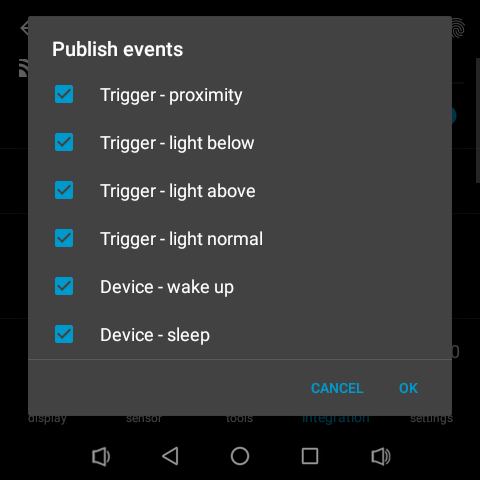 Publish events
Trigger - proximity
Trigger - light below
Trigger - light above
Trigger - light normal
Device - wake up
Device - sleep
0
CANCEL OK
display sensor tools integration settings